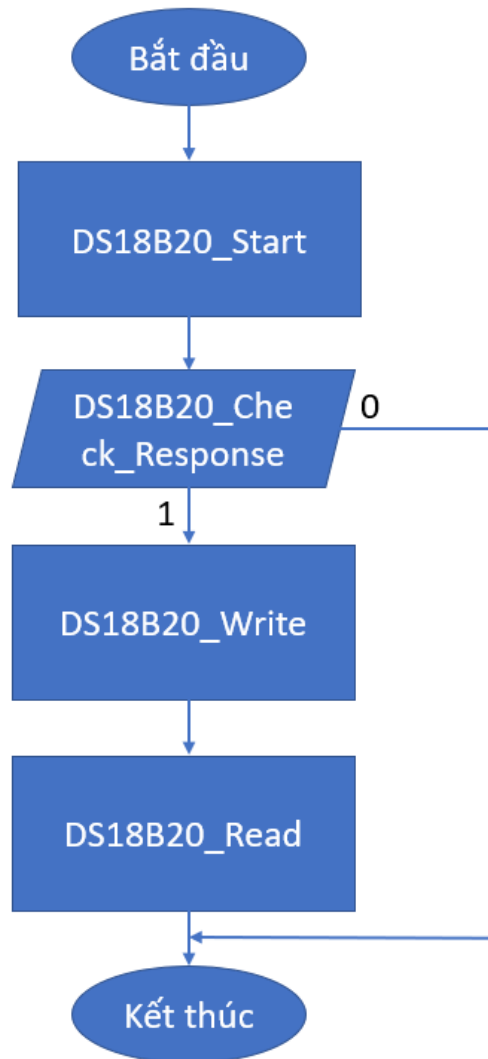 Bắt đầu
DS18B20_Start
DS18B20_Che
ck_Response
0
1
DS18B20_Write
DS18B20_Read
Kết thúc